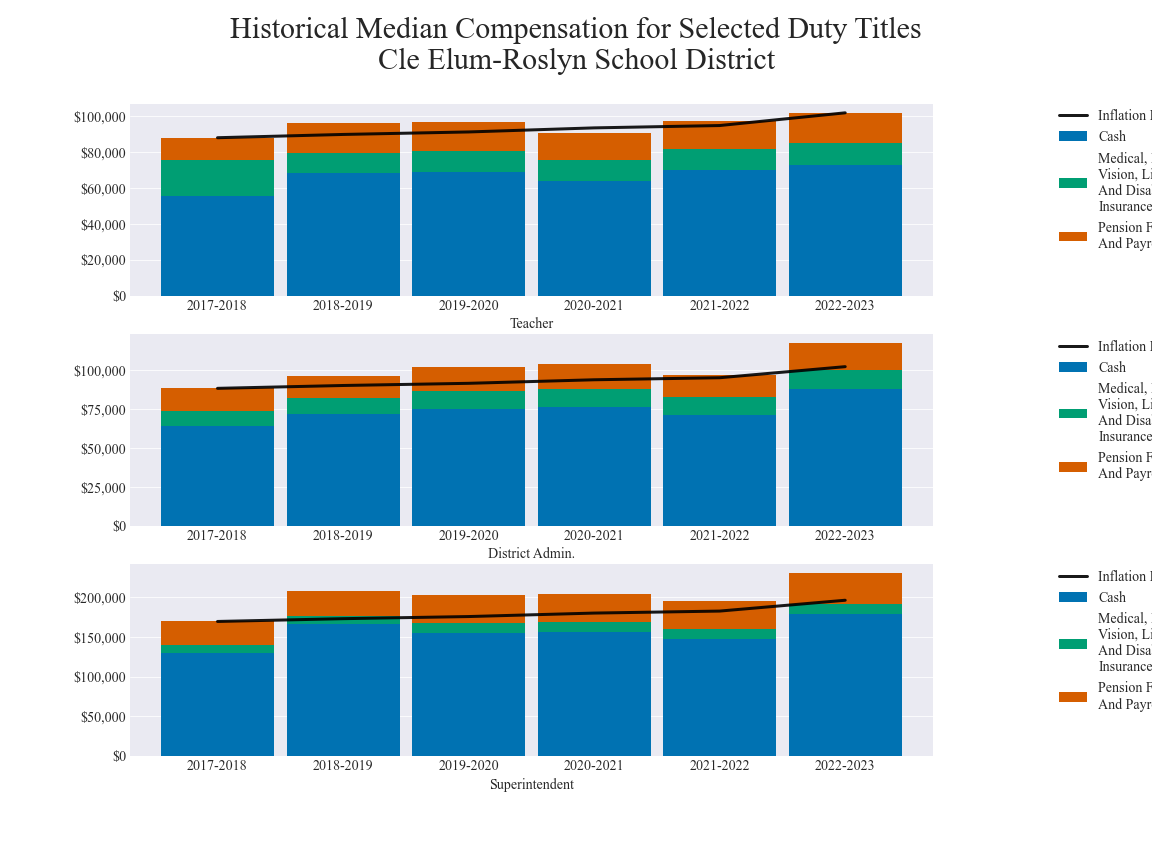 Historical Median Compensation for Selected Duty Titles
Cle Elum-Roslyn School District
$100,000
$80,000
$60,000
$40,000
$20,000
$0
2017-2018 2018-2019 2019-2020 2020-2021 2021-2022 2022-2023
Teacher
Inflation
Cash
Medical,
Vision,
And
Insurance
Pension
And
$100,000
$75,000
$50,000
$25,000
$0
2017-2018 2018-2019 2019-2020 2020-2021 2021-2022 2022-2023
District Admin.
Inflation
Cash
Medical,
Vision,
And
Insurance
Pension
And
$200,000
$150,000
$100,000
$50,000
$0
2017-2018 2018-2019 2019-2020 2020-2021 2021-2022 2022-2023
Superintendent
Inflation
Cash
Medical,
Vision,
And
Insurance
Pension
And